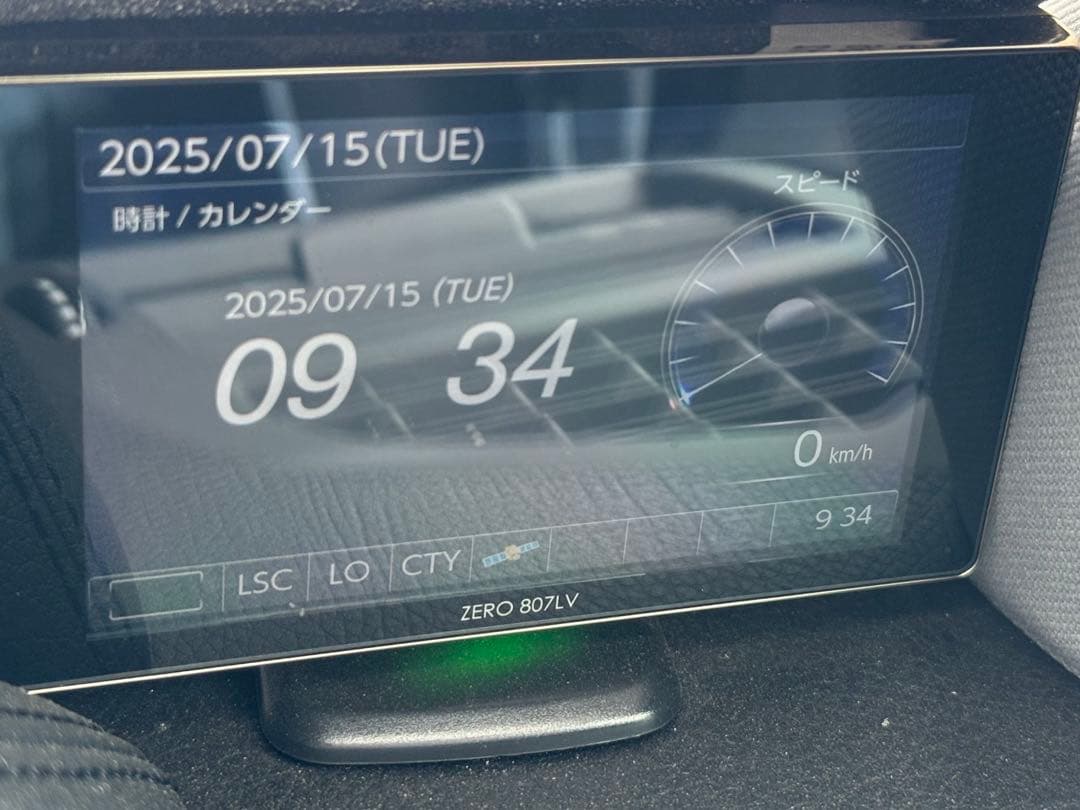 2025/07/15(TUE)
時計 / カレンダー
スピード
2025/07/15 (TUE)
09 34
0 km/h
LSC LO CTY 9 34
ZERO 807LV